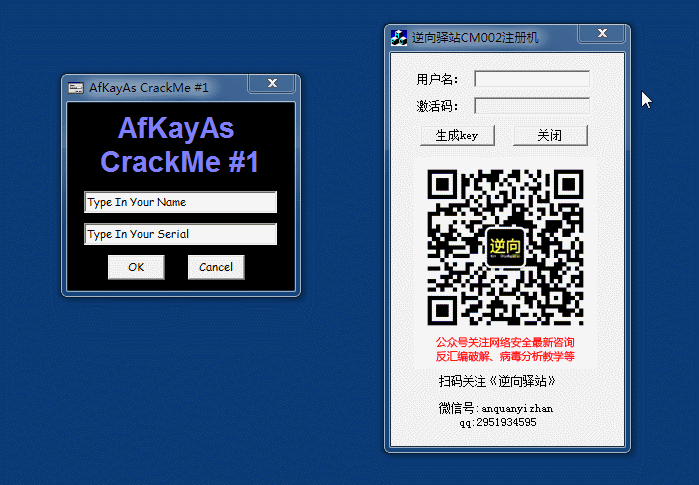 AfKayAs CrackMe #1
AfKayAs
CrackMe #1
Type In Your Name
Type In Your Serial
OK
Cancel
逆向驿站CM002注册机
用户名：
激活码：
生成key
关闭
逆向
公众号关注网络安全最新咨询
反汇编破解、病毒分析教学等
扫码关注《逆向驿站》
微信号:anquanyizhan
qq:2951934595